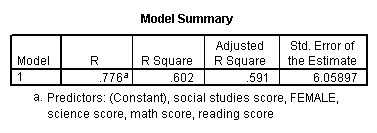 Model Summary
Model R R Square Adjusted R Square Std. Error of the Estimate
1 .776a .602 .591 6.05897
a. Predictors: (Constant), social studies score, FEMALE,
science score, math score, reading score